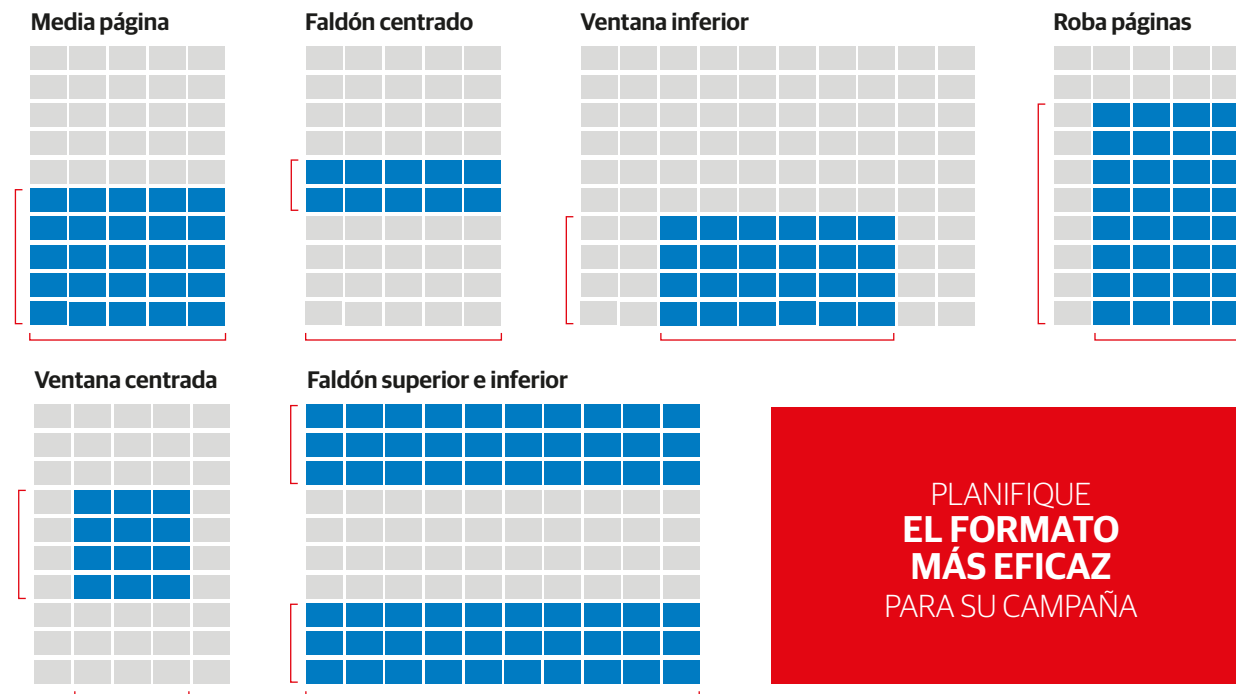 Media página
Faldón centrado
Ventana inferior
Roba páginas
Ventana centrada
Faldón superior e inferior
PLANIFIQUE
EL FORMATO
MÁS EFICAZ
PARA SU CAMPAÑA